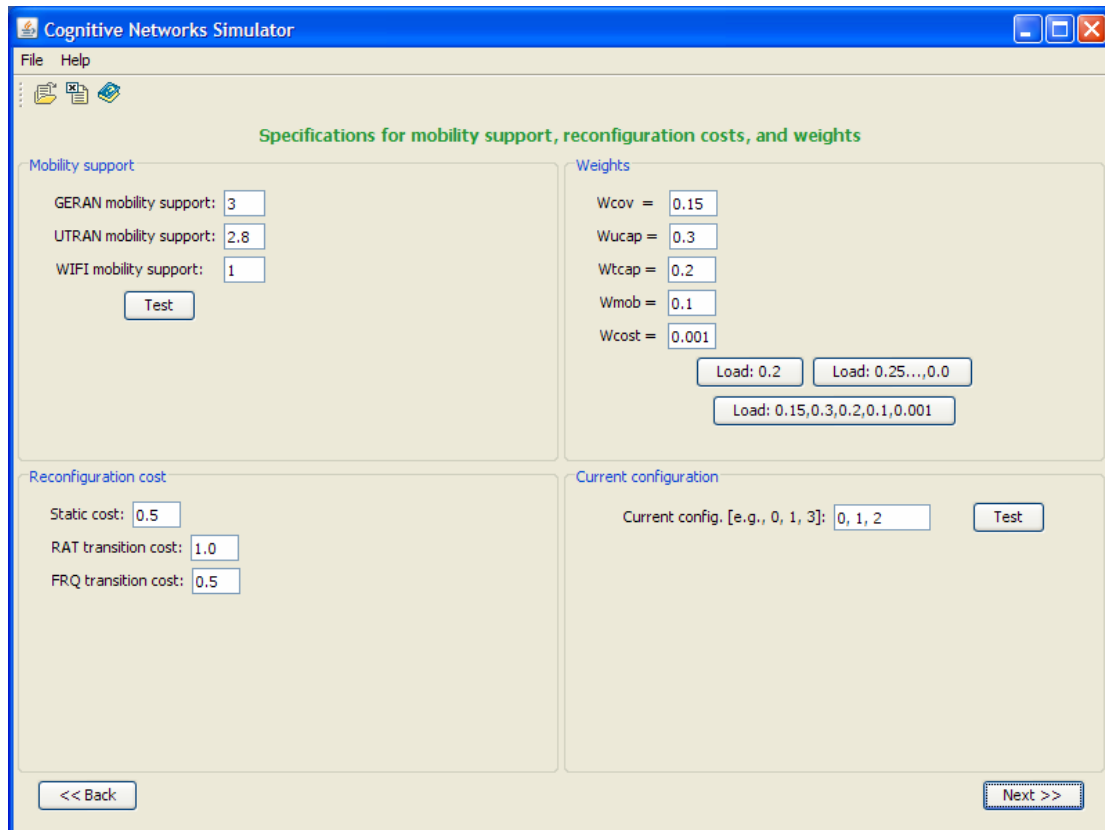 Cognitive Networks Simulator
File Help
Specifications for mobility support, reconfiguration costs, and weights
Mobility support
GERAN mobility support: 3
UTRAN mobility support: 2.8
WIFI mobility support: 1
Test
Weights
Wcov = 0.15
Wucap = 0.3
Wtcap = 0.2
Wmob = 0.1
Wcost = 0.001
Load: 0.2 Load: 0.25...,0.0
Load: 0.15,0.3,0.2,0.1,0.001
Reconfiguration cost
Static cost: 0.5
RAT transition cost: 1.0
FRQ transition cost: 0.5
Current configuration
Current config. [e.g., 0, 1, 3]: 0, 1, 2 Test
<< Back Next >>